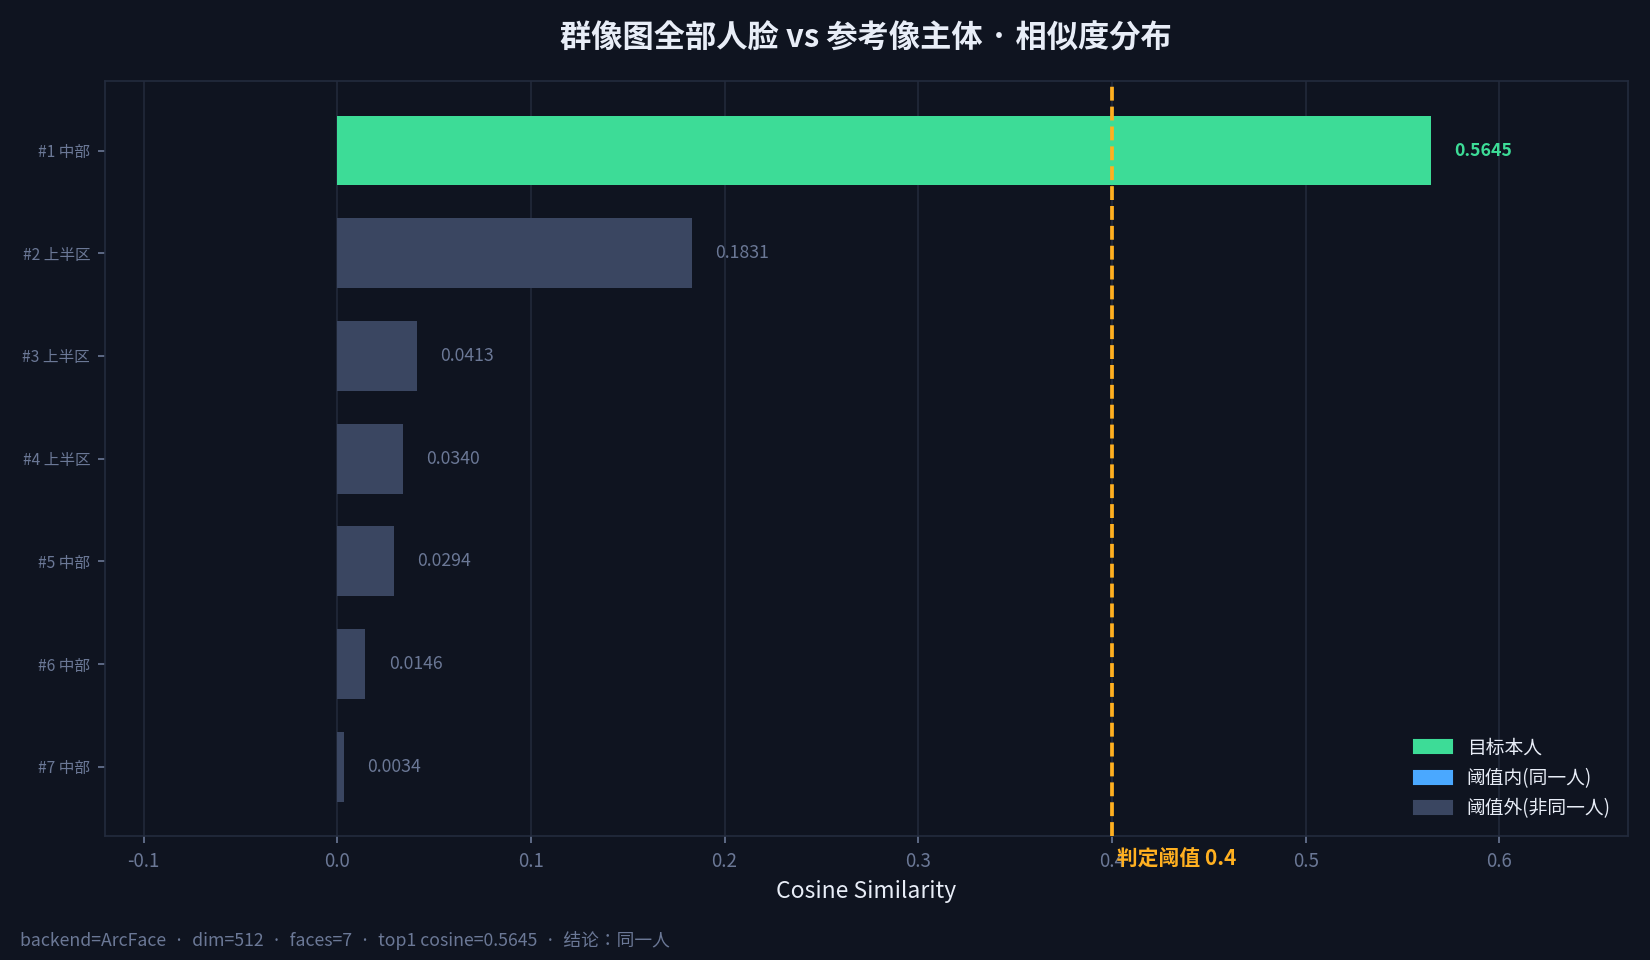 群像图全部人脸 vs 参考像主体 · 相似度分布
#1 中部
0.5645
#2 上半区
0.1831
#3 上半区
0.0413
#4 上半区
0.0340
#5 中部
0.0294
#6 中部
0.0146
#7 中部
0.0034
目标本人
阈值内(同一人)
阈值外(非同一人)
-0.1 0.0 0.1 0.2 0.3 0.4 0.5 0.6
判定阈值 0.4
Cosine Similarity
backend=ArcFace · dim=512 · faces=7 · top1 cosine=0.5645 · 结论：同一人